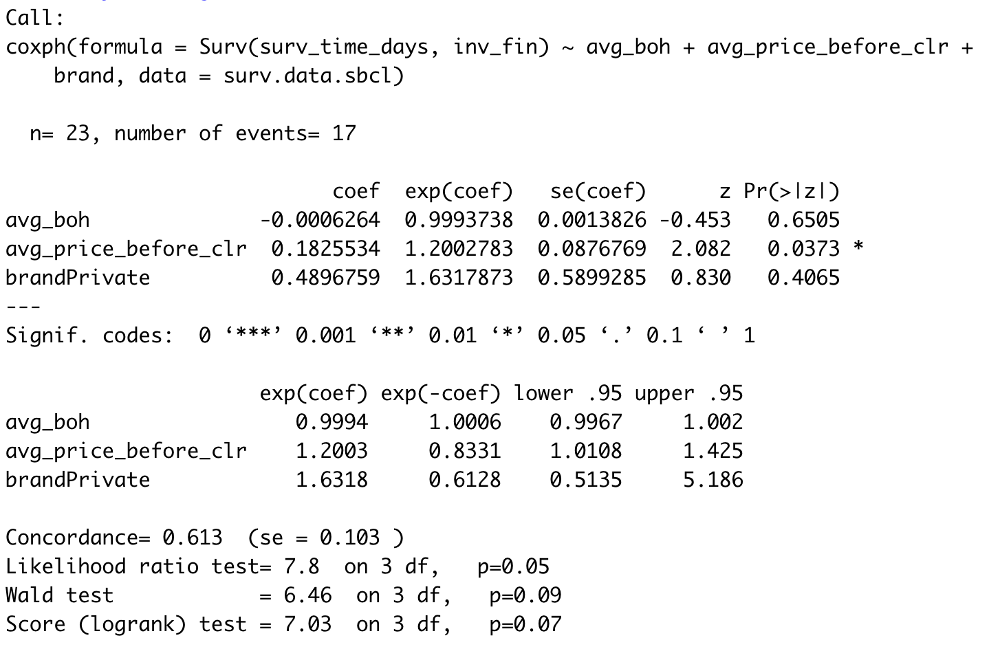 Call:
coxph(formula = Surv(surv_time_days, inv_fin) ~ avg_boh + avg_price_before_clr +
    brand, data = surv.data.sbcl)

  n= 23, number of events= 17

                           coef  exp(coef)   se(coef)      z Pr(>|z|)
avg_boh              -0.0006264  0.9993738  0.0013826 -0.453   0.6505
avg_price_before_clr  0.1825534  1.2002783  0.0876769  2.082   0.0373 *
brandPrivate          0.4896759  1.6317873  0.5899285  0.830   0.4065
---
Signif. codes:  0 ‘***’ 0.001 ‘**’ 0.01 ‘*’ 0.05 ‘.’ 0.1 ‘ ’ 1

                     exp(coef) exp(-coef) lower .95 upper .95
avg_boh                 0.9994     1.0006    0.9967     1.002
avg_price_before_clr    1.2003     0.8331    1.0108     1.425
brandPrivate            1.6318     0.6128    0.5135     5.186

Concordance= 0.613  (se = 0.103 )
Likelihood ratio test= 7.8  on 3 df,   p=0.05
Wald test            = 6.46  on 3 df,   p=0.09
Score (logrank) test = 7.03  on 3 df,   p=0.07